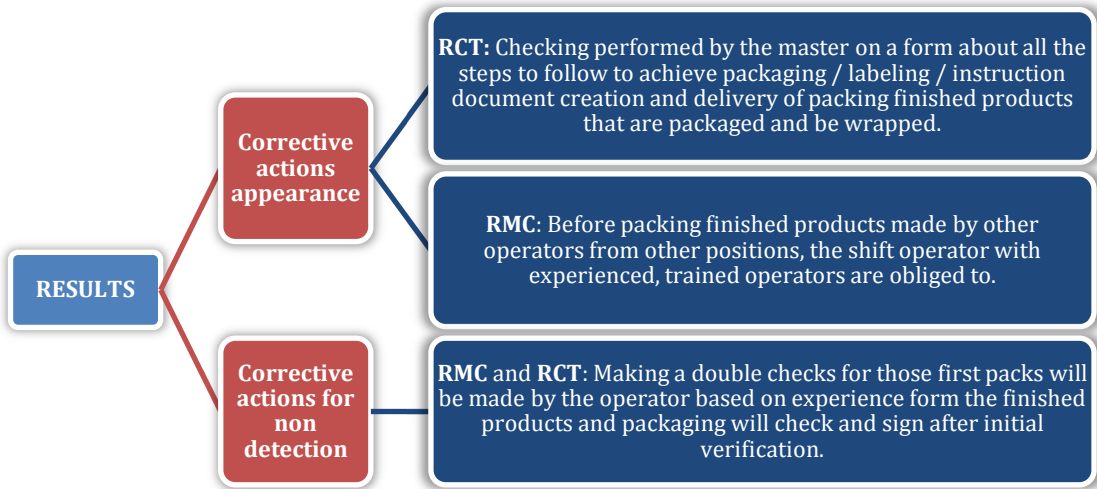 RESULTS
Corrective
actions
appearance
RCT: Checking performed by the master on a form about all the
steps to follow to achieve packaging / labeling / instruction
document creation and delivery of packing finished products
that are packaged and be wrapped.
RMC: Before packing finished products made by other
operators from other positions, the shift operator with
experienced, trained operators are obliged to.
Corrective
actions for
non
detection
RMC and RCT: Making a double checks for those first packs will
be made by the operator based on experience form the finished
products and packaging will check and sign after initial
verification.